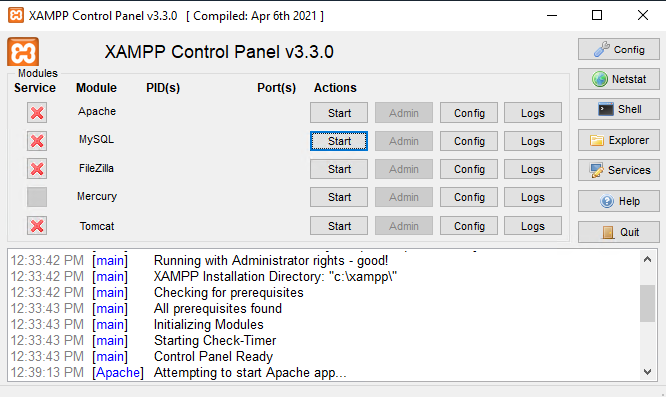 XAMPP Control Panel v3.3.0 [ Compiled: Apr 6th 2021 ]
XAMPP Control Panel v3.3.0
Config
Modules
Service Module PID(s) Port(s) Actions
Netstat
Apache Start Admin Config Logs
Shell
MySQL Start Admin Config Logs
Explorer
FileZilla Start Admin Config Logs
Services
Mercury Start Admin Config Logs
Help
Tomcat Start Admin Config Logs
Quit
12:33:42 PM [main] Running with Administrator rights - good!
12:33:42 PM [main] XAMPP Installation Directory: "c:\xampp\"
12:33:42 PM [main] Checking for prerequisites
12:33:43 PM [main] All prerequisites found
12:33:43 PM [main] Initializing Modules
12:33:43 PM [main] Starting Check-Timer
12:33:43 PM [main] Control Panel Ready
12:39:13 PM [Apache] Attempting to start Apache app...